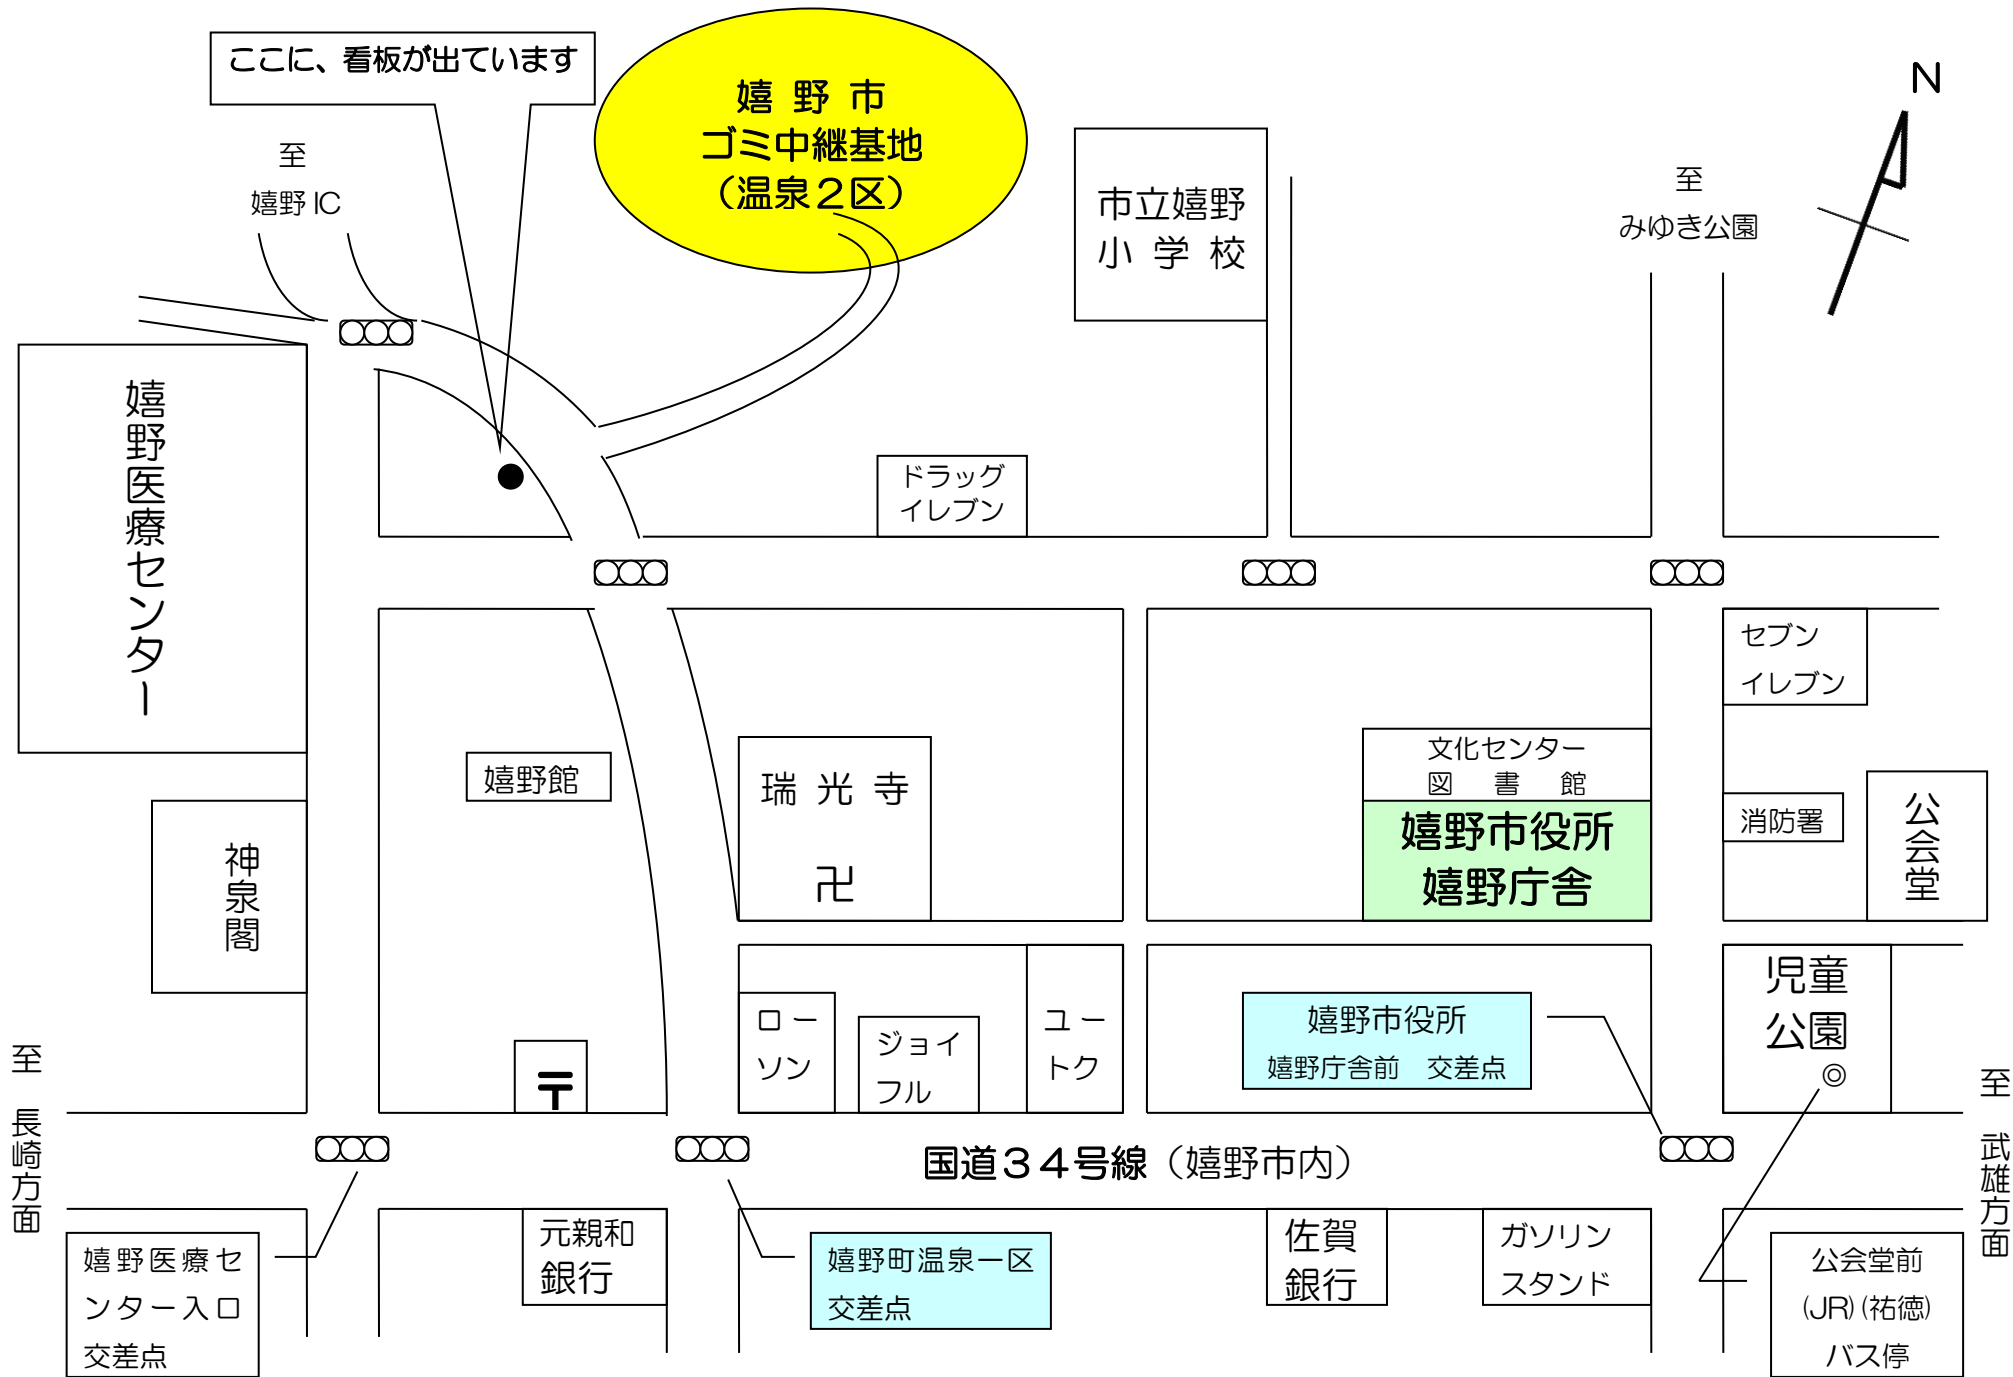 ここに、看板が出ています
嬉野市
ゴミ中継基地
（温泉２区）
N
至
嬉野IC
市立嬉野
小学校
至
みゆき公園
嬉野医療センター
ドラッグ
イレブン
セブン
イレブン
嬉野館
瑞光寺
卍
文化センター
図書館
嬉野市役所
嬉野庁舎
消防署
公会堂
神泉閣
児童
公園
◎
ロー
ソン
ジョイ
フル
ユー
トク
嬉野市役所
嬉野庁舎前　交差点
〒
至　長崎方面
至　武雄方面
国道３４号線（嬉野市内）
嬉野医療セ
ンター入口
交差点
元親和
銀行
嬉野町温泉一区
交差点
佐賀
銀行
ガソリン
スタンド
公会堂前
(JR)(祐徳)
バス停